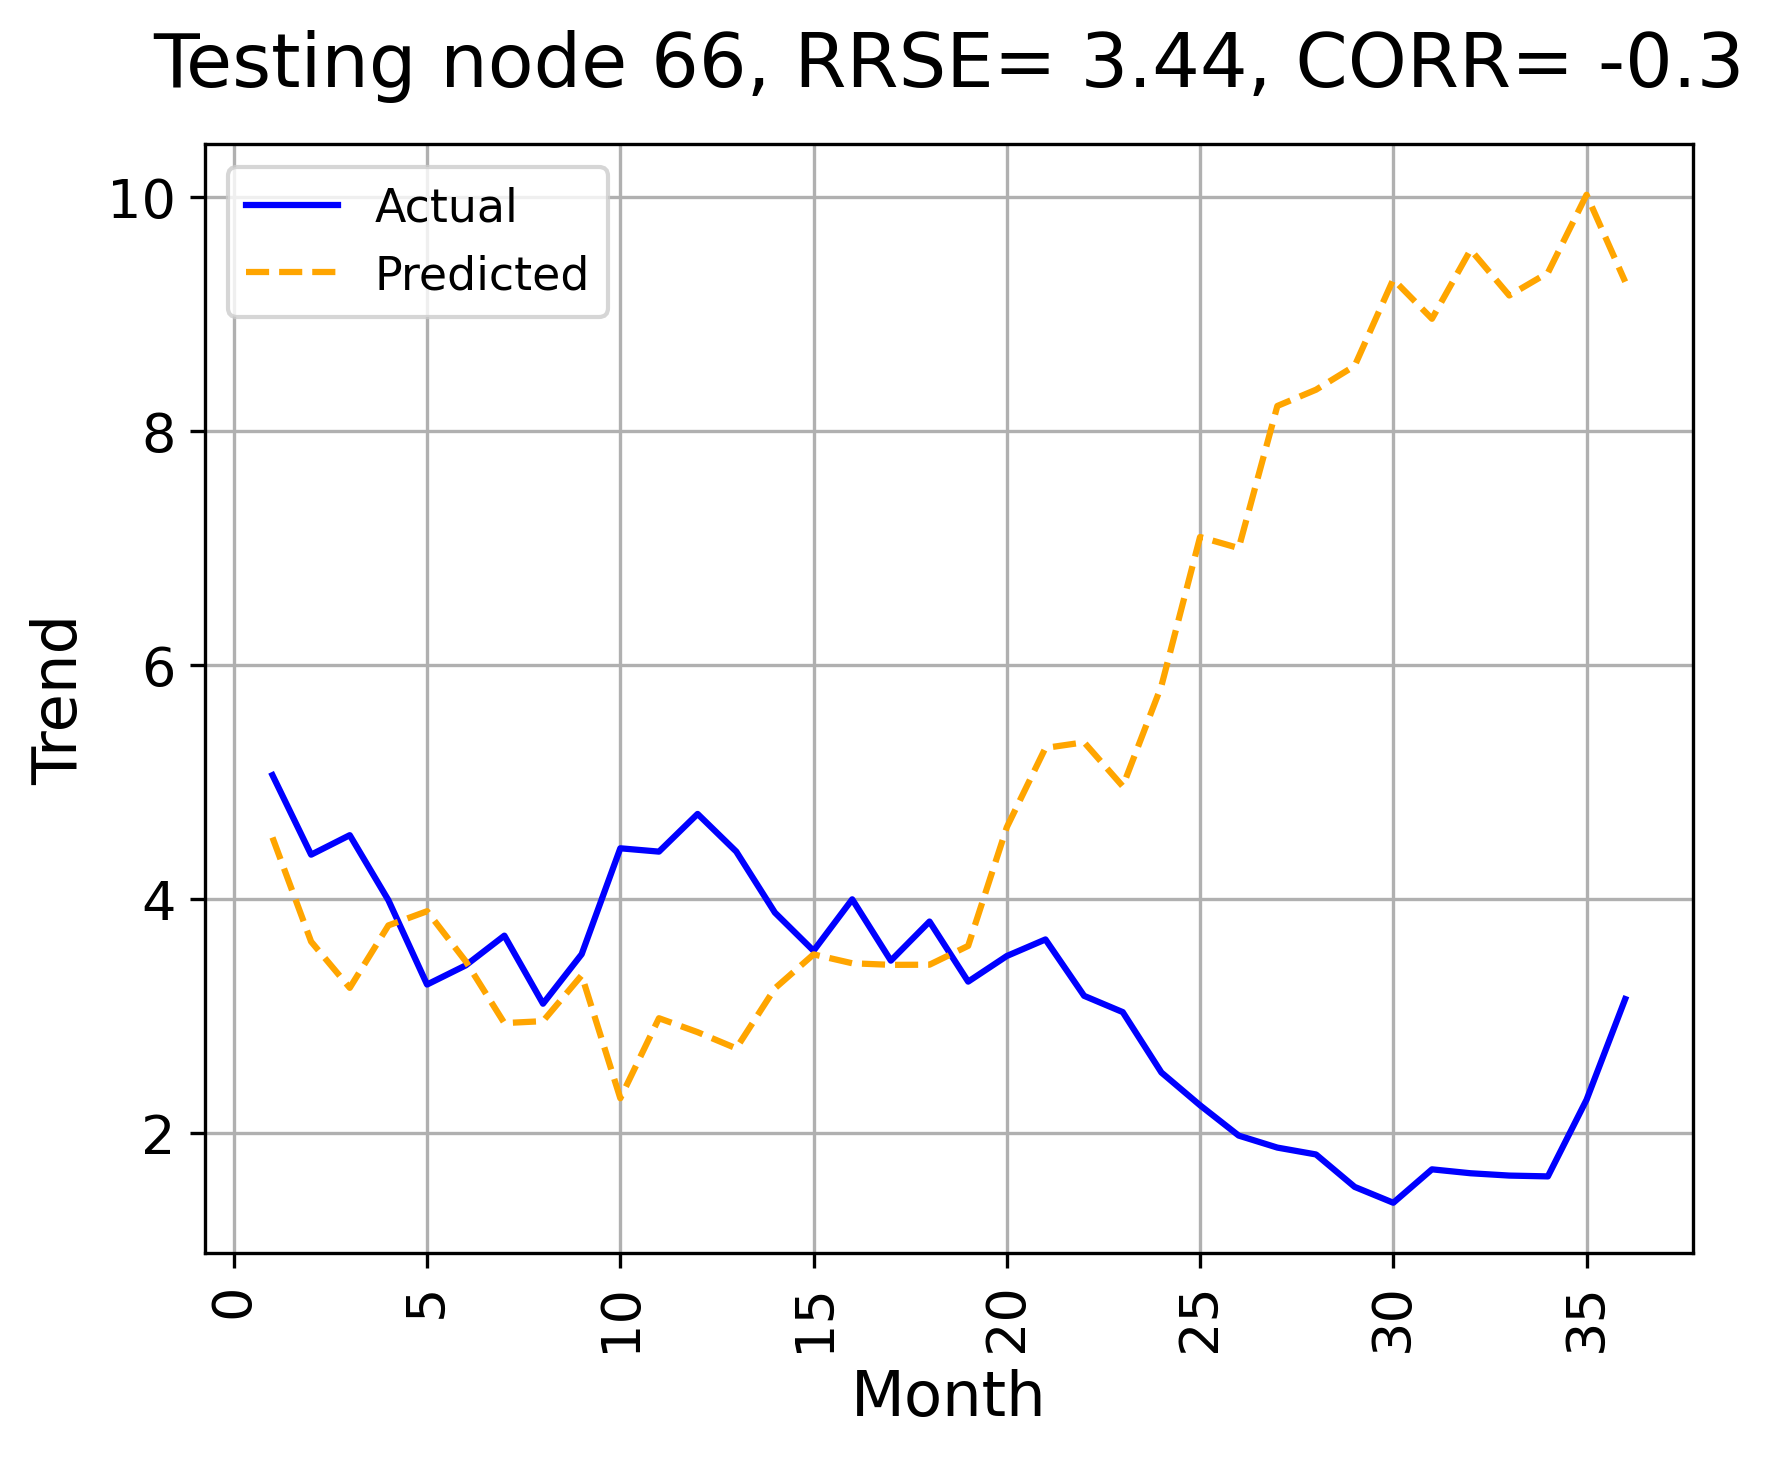 Testing node 66, RRSE= 3.44, CORR= -0.3
Actual
Predicted
10
8
6
4
2
Trend
0 5 10 15 20 25 30 35
Month